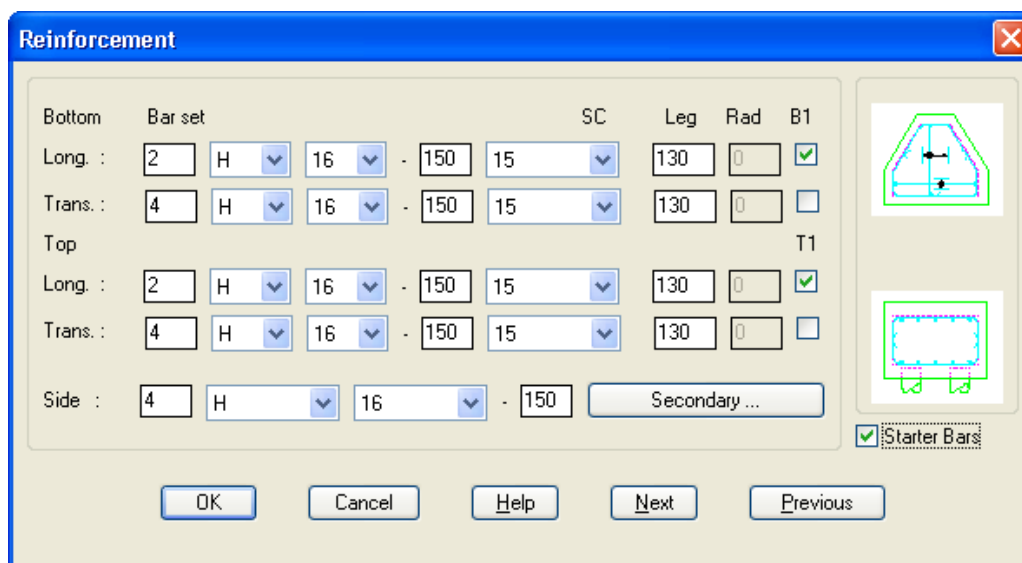 Reinforcement
Bottom Bar set SC Leg Rad B1
Long. : 2 H 16 - 150 15 130 0
Trans. : 4 H 16 - 150 15 130 0
Top T1
Long. : 2 H 16 - 150 15 130 0
Trans. : 4 H 16 - 150 15 130 0
Side : 4 H 16 - 150 Secondary ...
Starter Bars
OK Cancel Help Next Previous